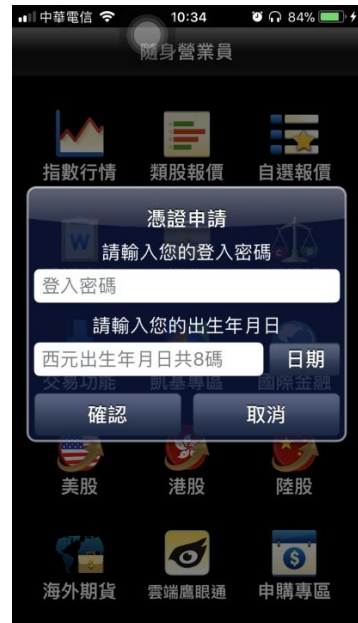 中華電信 10:34 84%
隨身營業員
指數行情 類股報價 自選報價
憑證申請
請輸入您的登入密碼
登入密碼
請輸入您的出生年月日
西元出生年月日共8碼 日期
交易功能 凱基專區 國際金融
確認 取消
美股 港股 陸股
海外期貨 雲端鷹眼通 申購專區